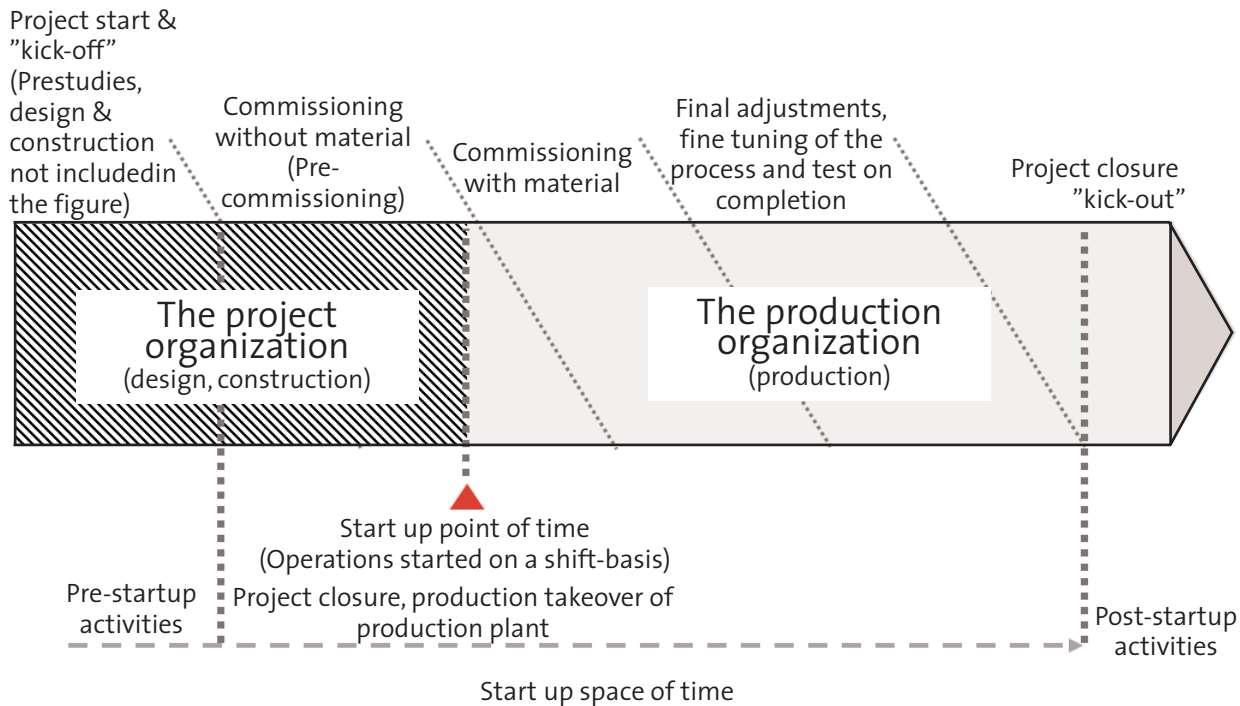 Project start &
”kick-off”
(Prestudies,
design &
construction
not includedin
the figure)
Commissioning
without material
(Pre-
commissioning)
Commissioning
with material
Final adjustments,
fine tuning of the
process and test on
completion
Project closure
”kick-out”
The project
organization
(design, construction)
The production
organization
(production)
Start up point of time
(Operations started on a shift-basis)
Pre-startup
activities
Project closure, production takeover of
production plant
Post-startup
activities
Start up space of time